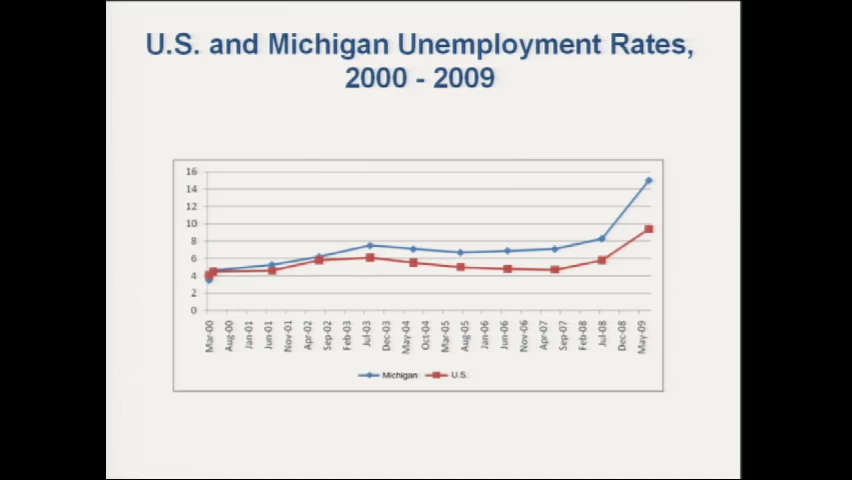 U.S. and Michigan Unemployment Rates,
2000 - 2009
16
14
12
10
8
6
4
2
0
Mar-00
Aug-00
Jan-01
Jun-01
Nov-01
Apr-02
Sep-02
Feb-03
Jul-03
Dec-03
May-04
Oct-04
Mar-05
Aug-05
Jan-06
Jun-06
Nov-06
Apr-07
Sep-07
Feb-08
Jul-08
Dec-08
May-09
Michigan U.S.